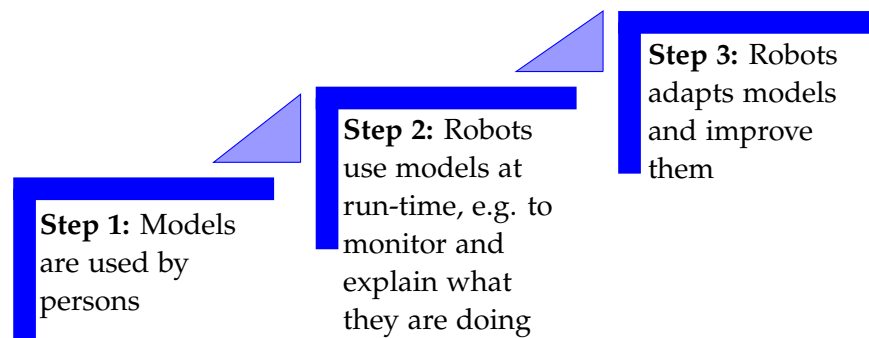 Step 1: Models
are used by
persons
Step 2: Robots
use models at
run-time, e.g. to
monitor and
explain what
they are doing
Step 3: Robots
adapts models
and improve
them